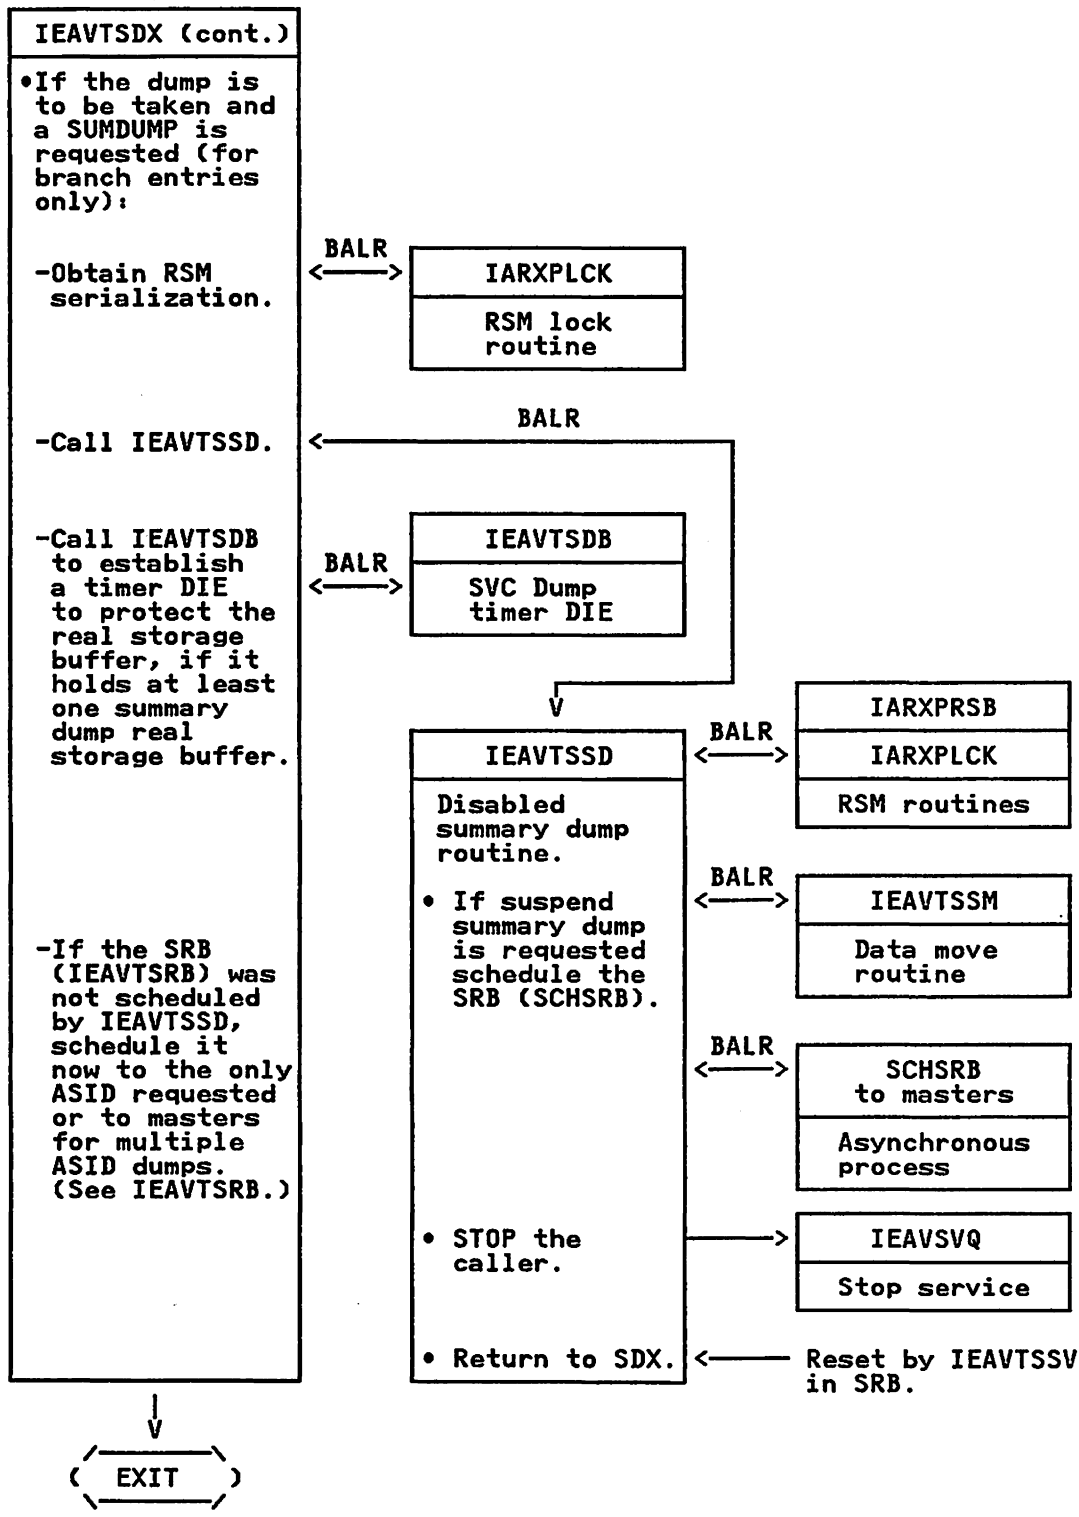 IEAVTSDX (cont.)
•If the dump is
to be taken and
a SUMDUMP is
requested (for
branch entries
only):
-Obtain RSM
serialization.
BALR
IARXPLCK
RSM lock
routine
-Call IEAVTSSD.
BALR
-Call IEAVTSDB
to establish
a timer DIE
to protect the
real storage
buffer, if it
holds at least
one summary
dump real
storage buffer.
BALR
IEAVTSDB
SVC Dump
timer DIE
-If the SRB
(IEAVTSRB) was
not scheduled
by IEAVTSSD,
schedule it
now to the only
ASID requested
or to masters
for multiple
ASID dumps.
(See IEAVTSRB.)
IEAVTSSD
Disabled
summary dump
routine.
• If suspend
summary dump
is requested
schedule the
SRB (SCHSRB).
• STOP the
caller.
• Return to SDX.
BALR
IARXPRSB
IARXPLCK
RSM routines
BALR
IEAVTSSM
Data move
routine
BALR
SCHSRB
to masters
Asynchronous
process
IEAVSVQ
Stop service
Reset by IEAVTSSV
in SRB.
EXIT